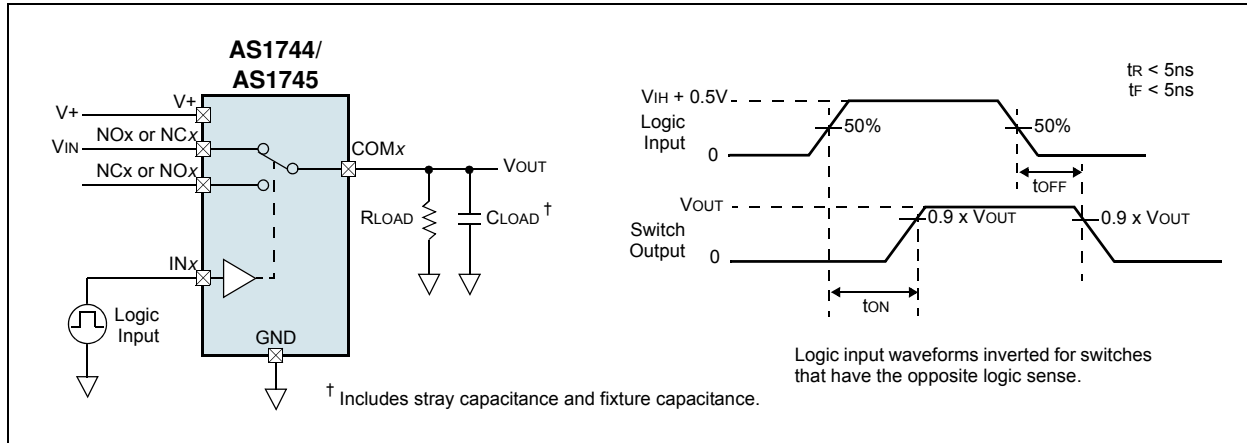 AS1744/
AS1745
V+
V+
NOx or NCx
VIN
NCx or NOx
COMx
VOUT
RLOAD
CLOAD †
INx
Logic
Input
GND
† Includes stray capacitance and fixture capacitance.
tR < 5ns
tF < 5ns
VIH + 0.5V
Logic
Input
0
50%
50%
tOFF
VOUT
Switch
Output
0
0.9 x VOUT
0.9 x VOUT
tON
Logic input waveforms inverted for switches
that have the opposite logic sense.